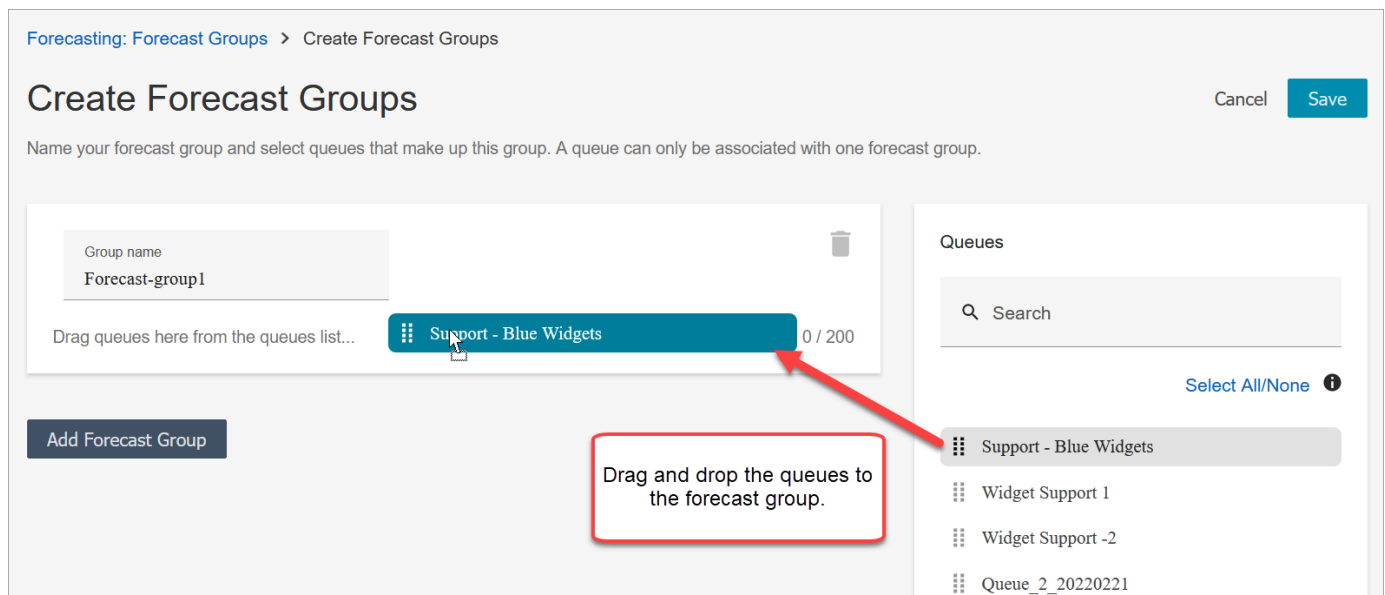 Forecasting: Forecast Groups > Create Forecast Groups
Create Forecast Groups
Cancel
Save
Name your forecast group and select queues that make up this group. A queue can only be associated with one forecast group.
Group name
Forecast-group1
Drag queues here from the queues list...
Support - Blue Widgets
0 / 200
Add Forecast Group
Drag and drop the queues to
the forecast group.
Queues
Search
Select All/None
Support - Blue Widgets
Widget Support 1
Widget Support -2
Queue_2_20220221